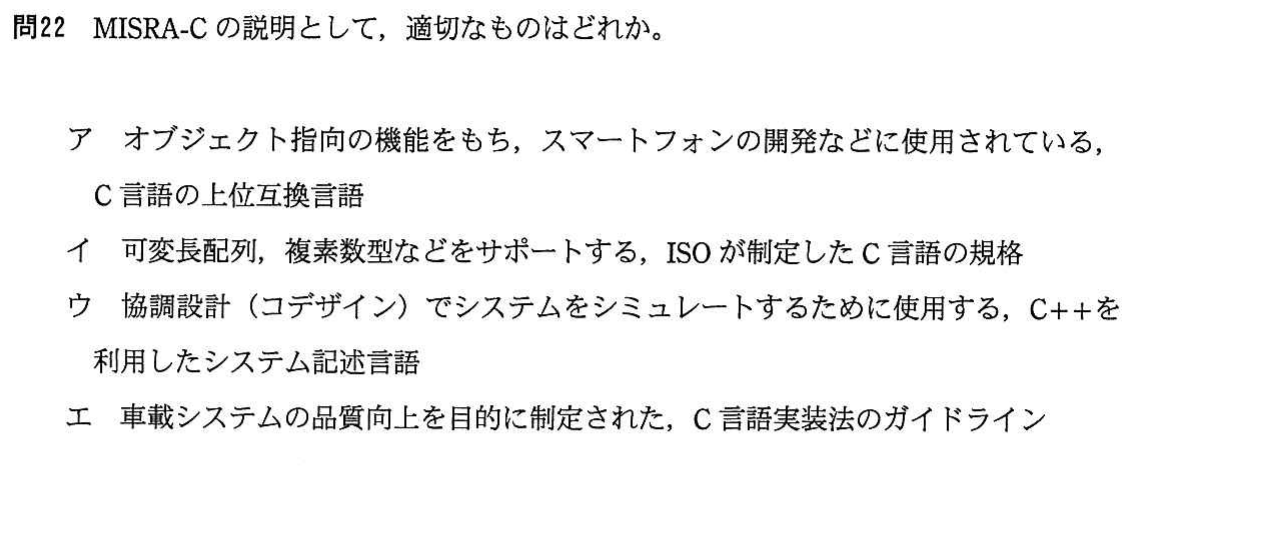 問22 MISRA-C の説明として，適切なものはどれか。
ア オブジェクト指向の機能をもち，スマートフォンの開発などに使用されている，
C 言語の上位互換言語
イ 可変長配列，複素数型などをサポートする，ISO が制定した C 言語の規格
ウ 協調設計（コデザイン）でシステムをシミュレートするために使用する，C++を
利用したシステム記述言語
エ 車載システムの品質向上を目的に制定された，C 言語実装法のガイドライン